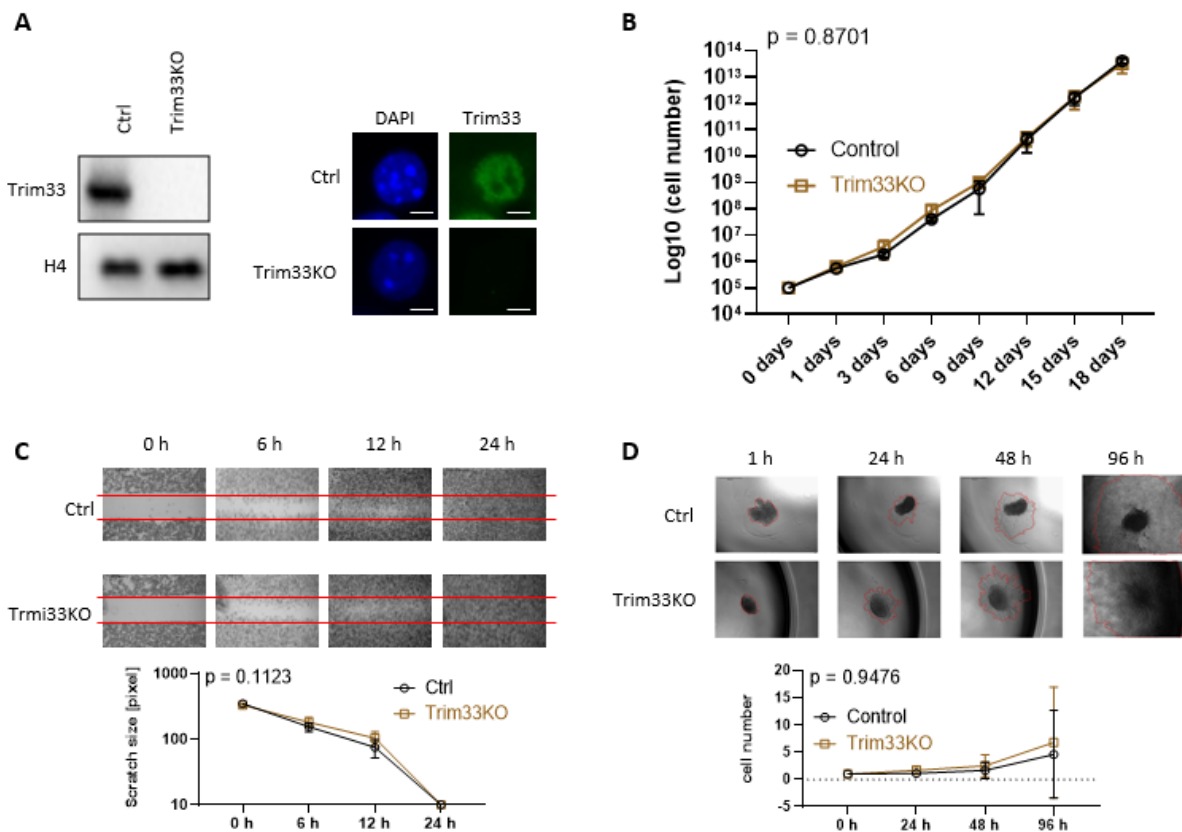 A
Ctrl
Trim33KO
Trim33
H4
DAPI Trim33
Ctrl
Trim33KO
B
p = 0.8701
Log10 (cell number)
10^14
10^13
10^12
10^11
10^10
10^9
10^8
10^7
10^6
10^5
10^4
Control
Trim33KO
0 days 1 days 3 days 6 days 9 days 12 days 15 days 18 days
C
0 h 6 h 12 h 24 h
Ctrl
Trmi33KO
p = 0.1123
Scratch size [pixel]
1000
100
10
Ctrl
Trim33KO
0 h 6 h 12 h 24 h
D
1 h 24 h 48 h 96 h
Ctrl
Trim33KO
p = 0.9476
cell number
20
15
10
5
0
-5
Control
Trim33KO
0 h 24 h 48 h 96 h